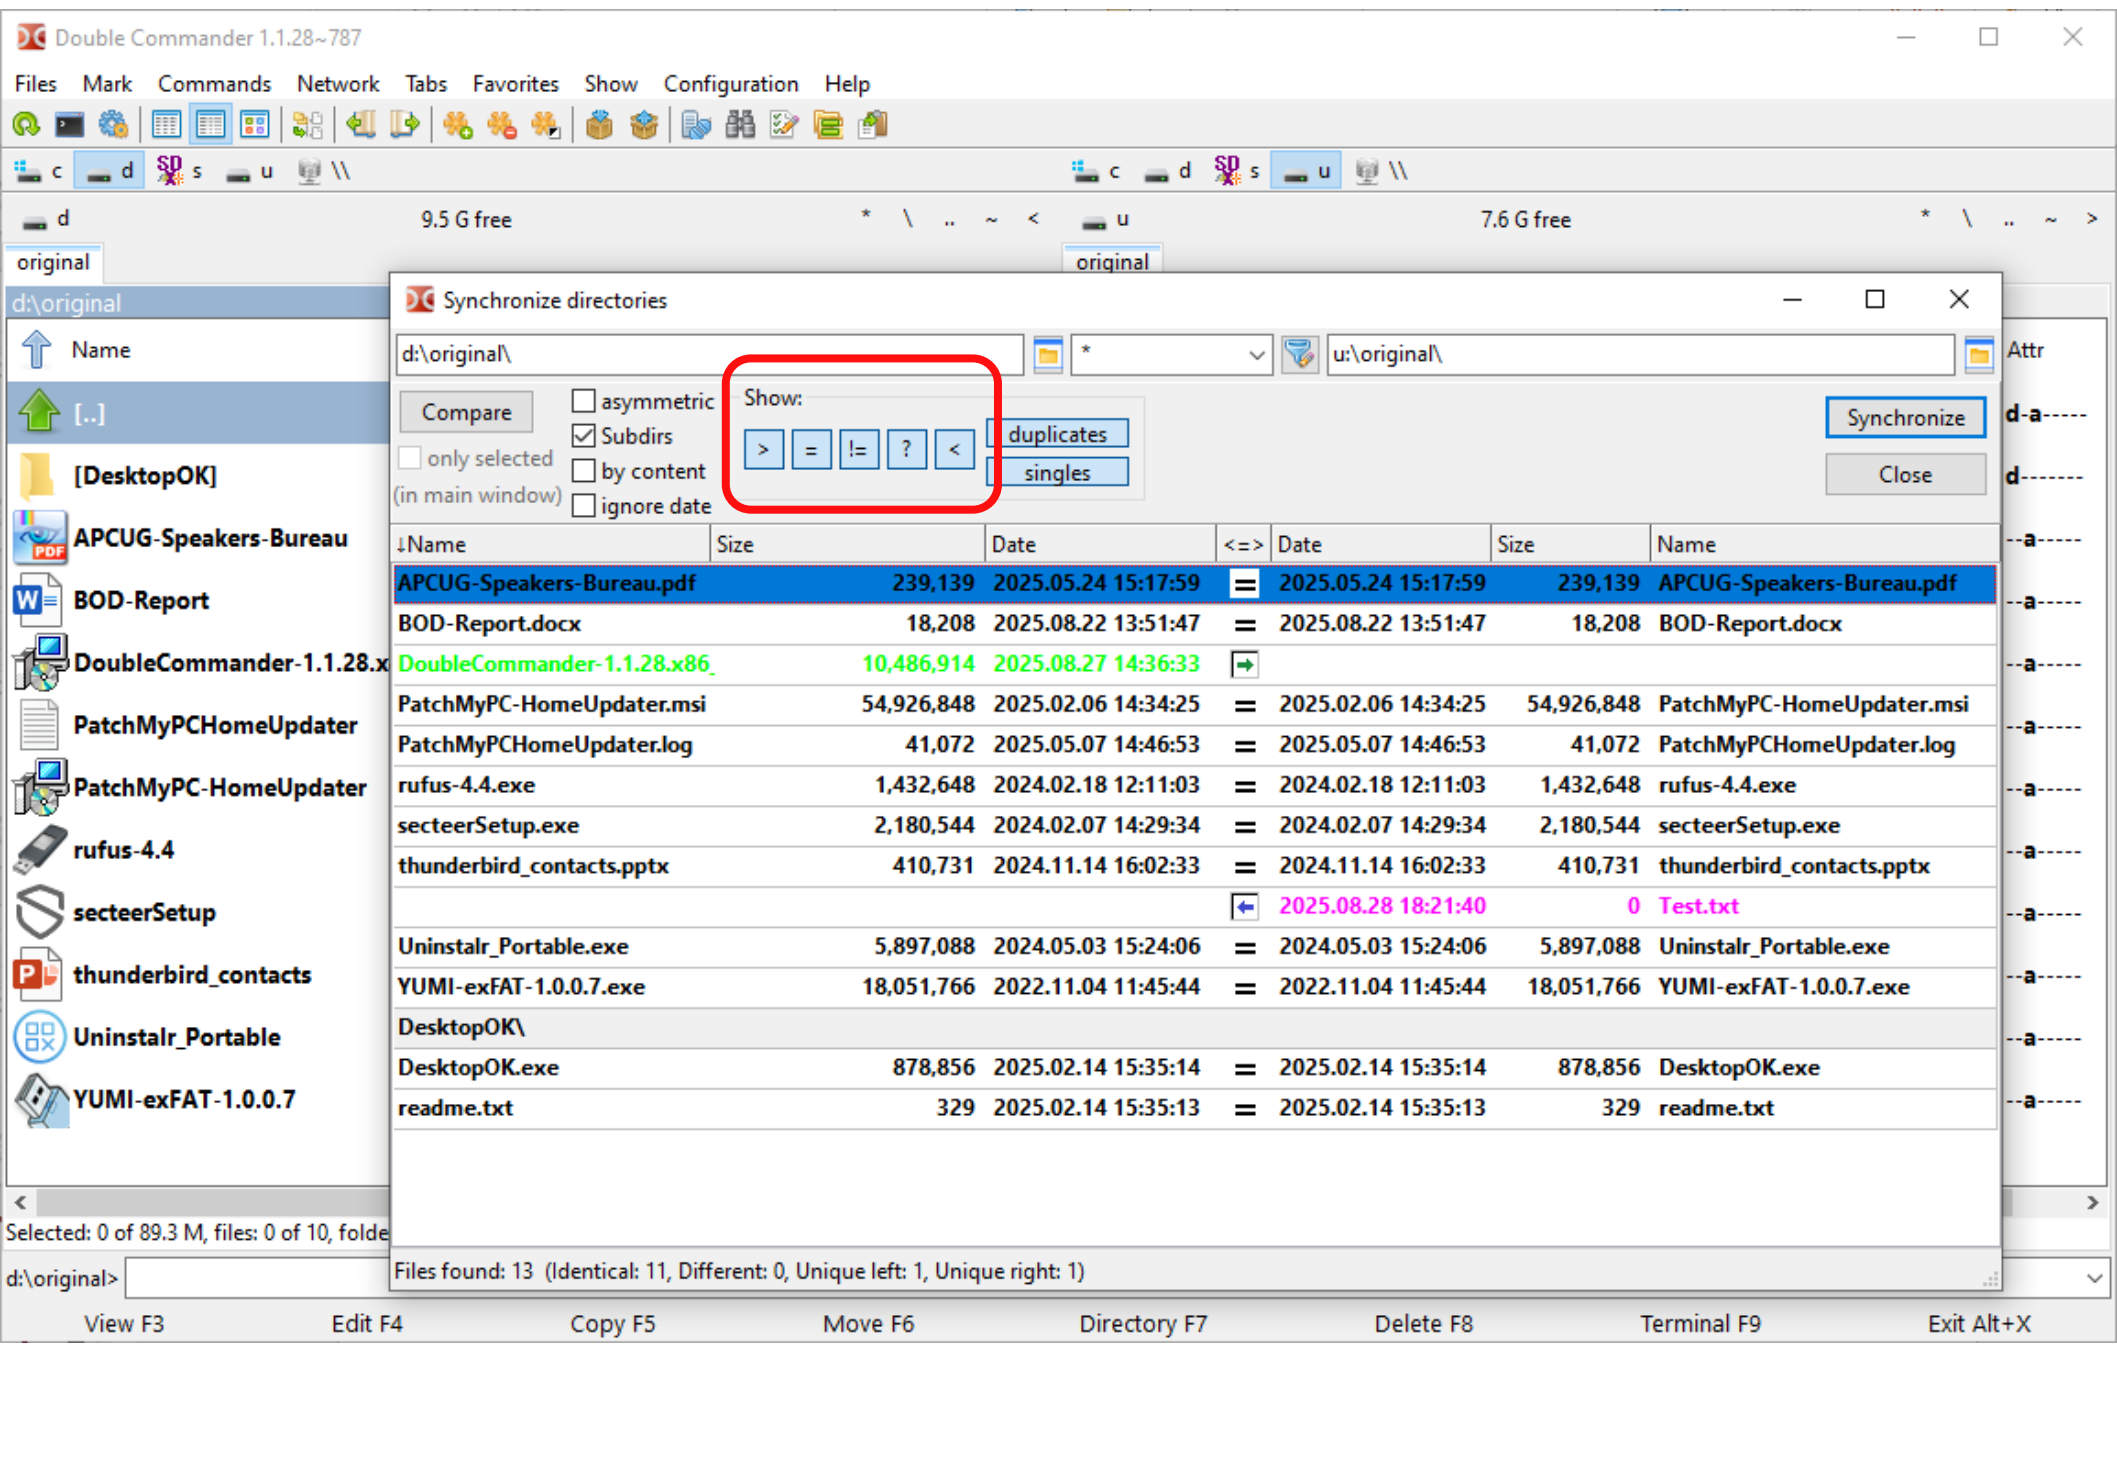 Double Commander 1.1.28~787
Files Mark Commands Network Tabs Favorites Show Configuration Help
c d s u \\ c d s u \\
d 9.5 G free * \ .. ~ < u 7.6 G free * \ .. ~ >
original original
d:\original
Synchronize directories
Name
Attr
d:\original\ * u:\original\
[..]
Compare
only selected
(in main window)
asymmetric
Subdirs
by content
ignore date
Show:
> = != ? <
duplicates
singles
Synchronize
Close
d-a-----
[DesktopOK]
d-------
APCUG-Speakers-Bureau
--a-----
BOD-Report
--a-----
DoubleCommander-1.1.28.x
--a-----
PatchMyPCHomeUpdater
--a-----
PatchMyPC-HomeUpdater
--a-----
rufus-4.4
--a-----
secteerSetup
--a-----
thunderbird_contacts
--a-----
Uninstalr_Portable
--a-----
YUMI-exFAT-1.0.0.7
--a-----
↓Name Size Date <=> Date Size Name
APCUG-Speakers-Bureau.pdf 239,139 2025.05.24 15:17:59 = 2025.05.24 15:17:59 239,139 APCUG-Speakers-Bureau.pdf
BOD-Report.docx 18,208 2025.08.22 13:51:47 = 2025.08.22 13:51:47 18,208 BOD-Report.docx
DoubleCommander-1.1.28.x86_ 10,486,914 2025.08.27 14:36:33 →
PatchMyPC-HomeUpdater.msi 54,926,848 2025.02.06 14:34:25 = 2025.02.06 14:34:25 54,926,848 PatchMyPC-HomeUpdater.msi
PatchMyPCHomeUpdater.log 41,072 2025.05.07 14:46:53 = 2025.05.07 14:46:53 41,072 PatchMyPCHomeUpdater.log
rufus-4.4.exe 1,432,648 2024.02.18 12:11:03 = 2024.02.18 12:11:03 1,432,648 rufus-4.4.exe
secteerSetup.exe 2,180,544 2024.02.07 14:29:34 = 2024.02.07 14:29:34 2,180,544 secteerSetup.exe
thunderbird_contacts.pptx 410,731 2024.11.14 16:02:33 = 2024.11.14 16:02:33 410,731 thunderbird_contacts.pptx
← 2025.08.28 18:21:40 0 Test.txt
Uninstalr_Portable.exe 5,897,088 2024.05.03 15:24:06 = 2024.05.03 15:24:06 5,897,088 Uninstalr_Portable.exe
YUMI-exFAT-1.0.0.7.exe 18,051,766 2022.11.04 11:45:44 = 2022.11.04 11:45:44 18,051,766 YUMI-exFAT-1.0.0.7.exe
DesktopOK\
DesktopOK.exe 878,856 2025.02.14 15:35:14 = 2025.02.14 15:35:14 878,856 DesktopOK.exe
readme.txt 329 2025.02.14 15:35:13 = 2025.02.14 15:35:13 329 readme.txt
Selected: 0 of 89.3 M, files: 0 of 10, folde
Files found: 13 (Identical: 11, Different: 0, Unique left: 1, Unique right: 1)
d:\original>
View F3 Edit F4 Copy F5 Move F6 Directory F7 Delete F8 Terminal F9 Exit Alt+X